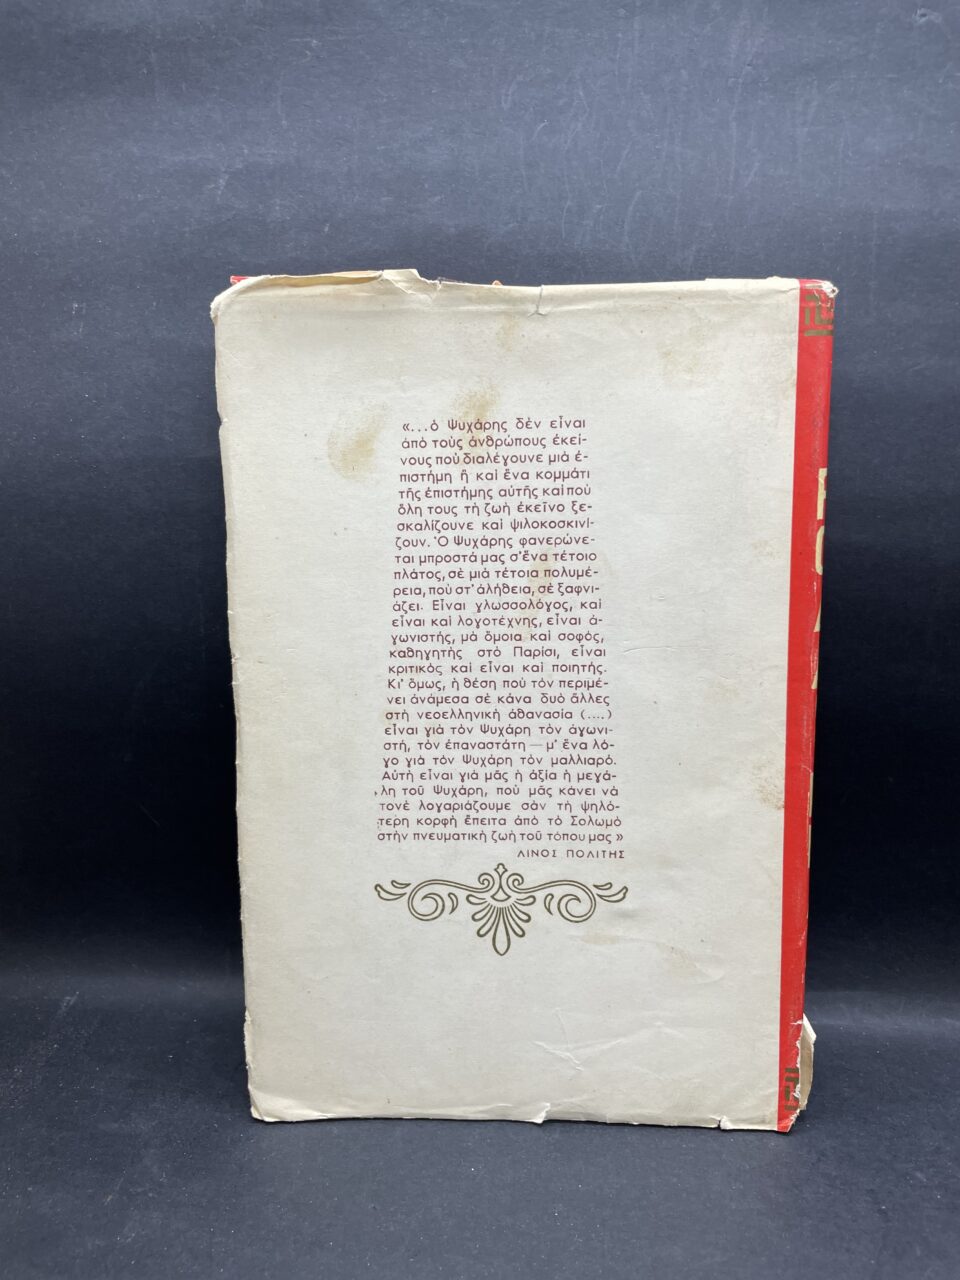 «...ὁ Ψυχάρης δὲν εἶναι
ἀπὸ τοὺς ἀνθρώπους ἐκεί-
νους ποὺ διαλέγουνε μιὰ ἐ-
πιστήμη ἢ καὶ ἕνα κομμάτι
τῆς ἐπιστήμης αὐτῆς καὶ ποὺ
ὅλη τους τὴ ζωὴ ἐκεῖνο ξε-
σκαλίζουνε καὶ ψιλοκοσκινί-
ζουν. Ὁ Ψυχάρης φανερώνε-
ται μπροστά μας σ' ἕνα τέτοιο
πλάτος, σὲ μιὰ τέτοια πολυμέ-
ρεια, ποὺ στ' ἀλήθεια, σὲ ξαφνι-
άζει. Εἶναι γλωσσολόγος, καὶ
εἶναι καὶ λογοτέχνης, εἶναι ἀ-
γωνιστής, μὰ ὅμοια καὶ σοφός,
καθηγητὴς στὸ Παρίσι, εἶναι
κριτικὸς καὶ εἶναι καὶ ποιητής.
Κι' ὅμως, ἡ θέση ποὺ τὸν περιμέ-
νει ἀνάμεσα σὲ κάνα δυὸ ἄλλες
στὴ νεοελληνικὴ ἀθανασία (....)
εἶναι γιὰ τὸν Ψυχάρη τὸν ἀγωνι-
στή, τὸν ἐπαναστάτη — μ' ἕνα λό-
γο γιὰ τὸν Ψυχάρη τὸν μαλλιαρό.
Αὐτὴ εἶναι γιὰ μᾶς ἡ ἀξία ἡ μεγά-
λη τοῦ Ψυχάρη, ποὺ μᾶς κάνει νὰ
τονὲ λογαριάζουμε σὰν τὴ ψηλό-
τερη κορφὴ ἔπειτα ἀπὸ τὸ Σολωμὸ
στὴν πνευματικὴ ζωὴ τοῦ τόπου μας»
ΛΙΝΟΣ ΠΟΛΙΤΗΣ